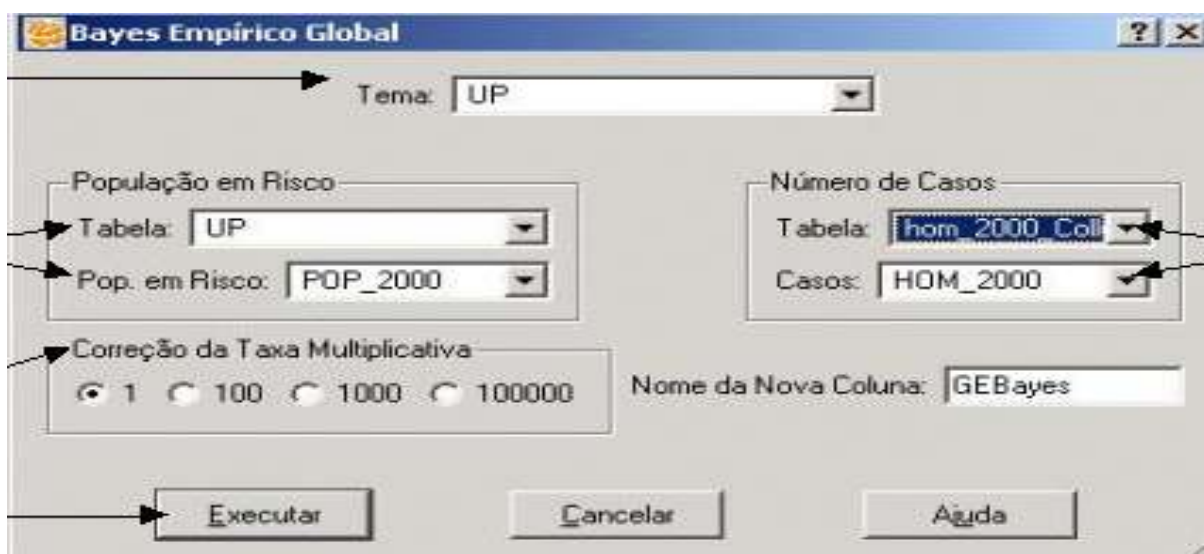 Bayes Empírico Global
Tema: UP
População em Risco
Tabela: UP
Pop. em Risco: POP_2000
Número de Casos
Tabela: hom_2000_Coll
Casos: HOM_2000
Correção da Taxa Multiplicativa
1 100 1000 100000
Nome da Nova Coluna: GEBayes
Executar Cancelar Ajuda